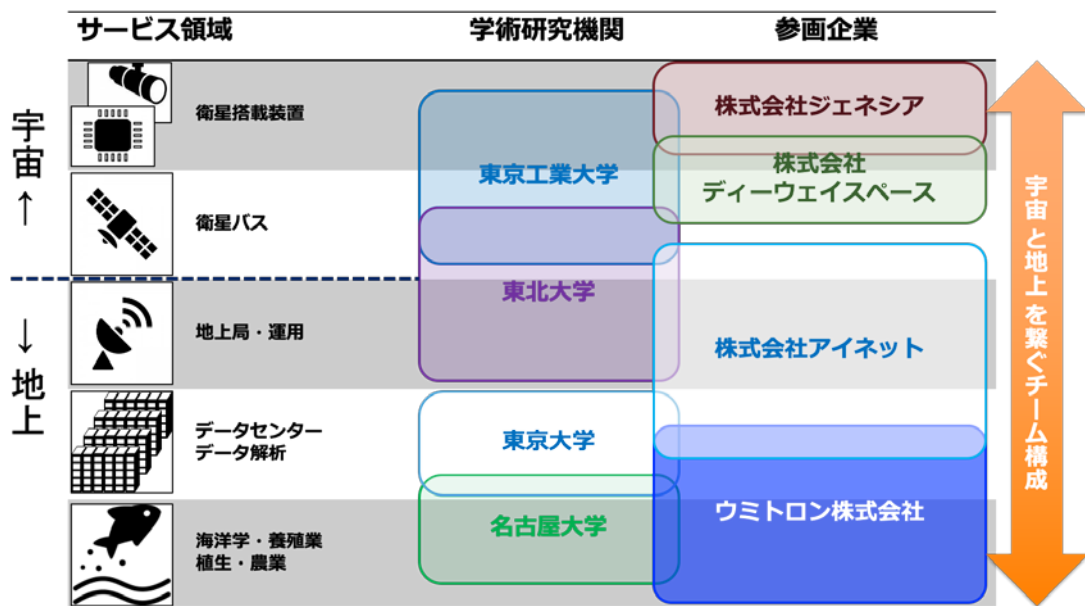 サービス領域
学術研究機関
参画企業
宇宙↑
↓地上
衛星搭載装置
衛星バス
地上局・運用
データセンター
データ解析
海洋学・養殖業
植生・農業
東京工業大学
東北大学
東京大学
名古屋大学
株式会社ジェネシア
株式会社
ディーウェイスペース
株式会社アイネット
ウミトロン株式会社
宇宙と地上を繋ぐチーム構成